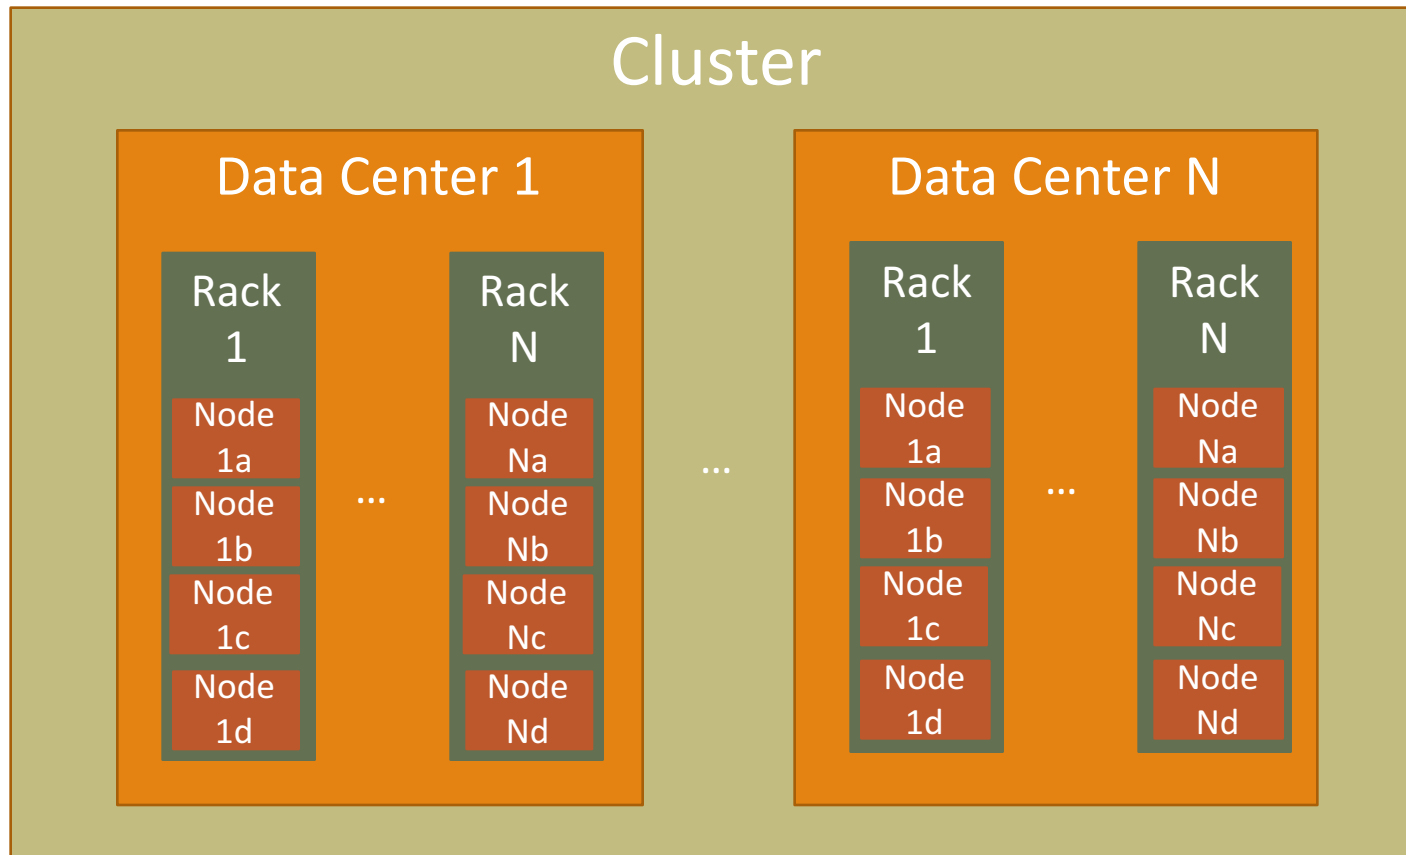 Cluster
Data Center 1
Rack
1
Node
1a
Node
1b
Node
1c
Node
1d
...
Rack
N
Node
Na
Node
Nb
Node
Nc
Node
Nd
...
Data Center N
Rack
1
Node
1a
Node
1b
Node
1c
Node
1d
...
Rack
N
Node
Na
Node
Nb
Node
Nc
Node
Nd